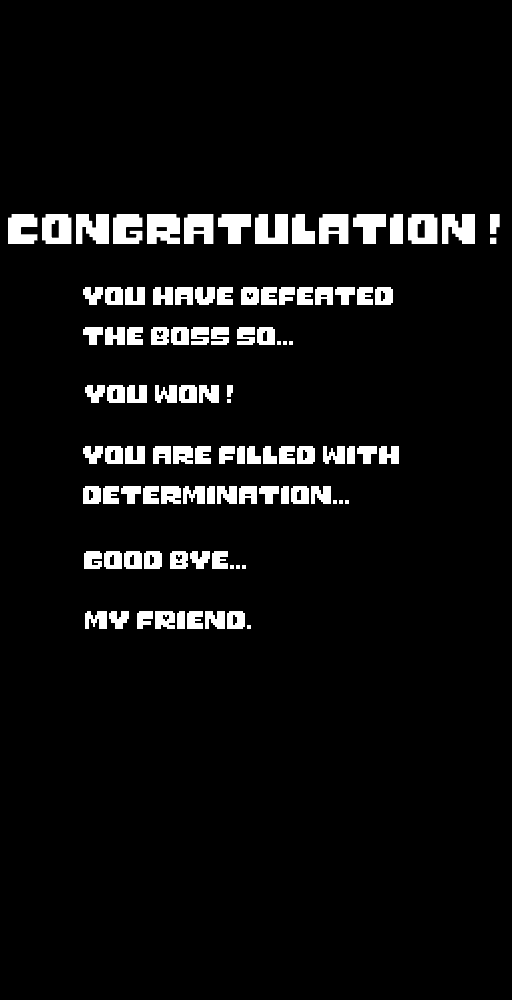 CONGRATULATION !
YOU HAVE DEFEATED
THE BOSS SO...
YOU WON !
YOU ARE FILLED WITH
DETERMINATION...
GOOD BYE...
MY FRIEND.